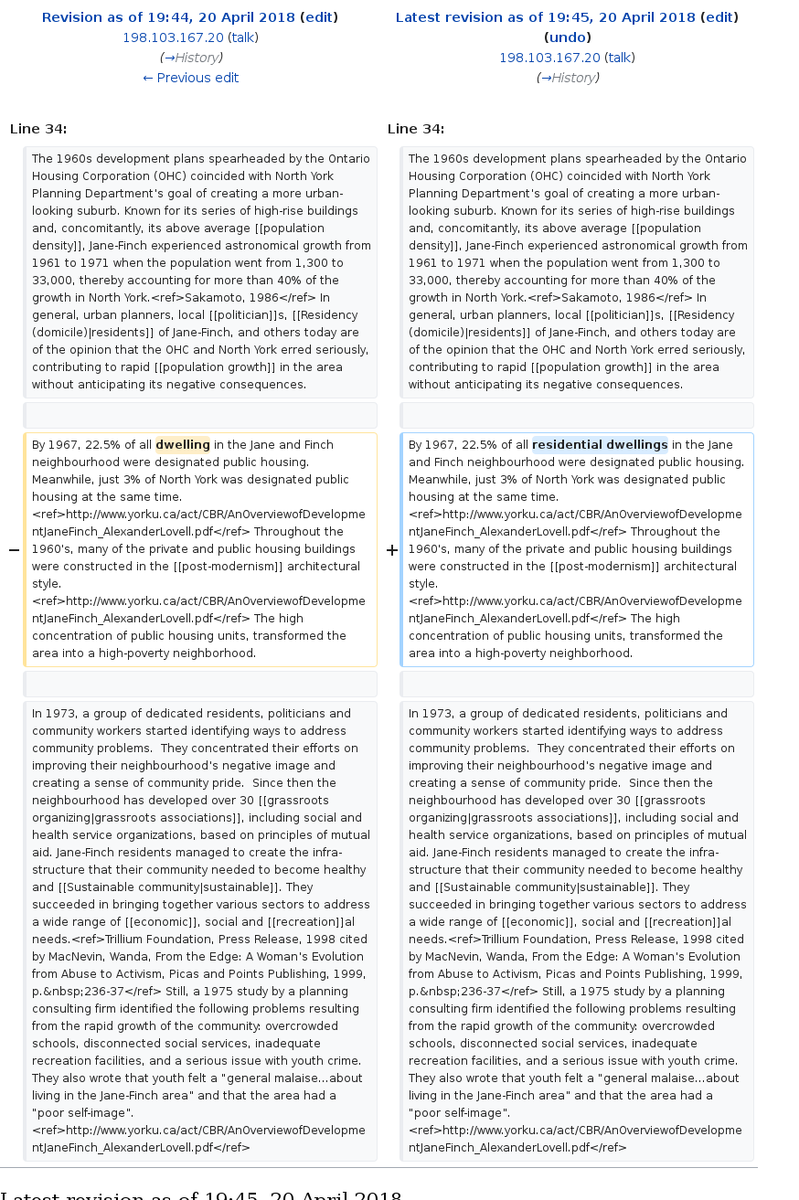 Revision as of 19:44, 20 April 2018 (edit)
198.103.167.20 (talk)
(→History)
← Previous edit
Latest revision as of 19:45, 20 April 2018 (edit)
(undo)
198.103.167.20 (talk)
(→History)
Line 34:
Line 34:
The 1960s development plans spearheaded by the Ontario
Housing Corporation (OHC) coincided with North York
Planning Department's goal of creating a more urban-
looking suburb. Known for its series of high-rise buildings
and, concomitantly, its above average [[population
density]], Jane-Finch experienced astronomical growth from
1961 to 1971 when the population went from 1,300 to
33,000, thereby accounting for more than 40% of the
growth in North York.<ref>Sakamoto, 1986</ref> In
general, urban planners, local [[politician]]s, [[Residency
(domicile)|residents]] of Jane-Finch, and others today are
of the opinion that the OHC and North York erred seriously,
contributing to rapid [[population growth]] in the area
without anticipating its negative consequences.
The 1960s development plans spearheaded by the Ontario
Housing Corporation (OHC) coincided with North York
Planning Department's goal of creating a more urban-
looking suburb. Known for its series of high-rise buildings
and, concomitantly, its above average [[population
density]], Jane-Finch experienced astronomical growth from
1961 to 1971 when the population went from 1,300 to
33,000, thereby accounting for more than 40% of the
growth in North York.<ref>Sakamoto, 1986</ref> In
general, urban planners, local [[politician]]s, [[Residency
(domicile)|residents]] of Jane-Finch, and others today are
of the opinion that the OHC and North York erred seriously,
contributing to rapid [[population growth]] in the area
without anticipating its negative consequences.
−
By 1967, 22.5% of all dwelling in the Jane and Finch
neighbourhood were designated public housing.
Meanwhile, just 3% of North York was designated public
housing at the same time.
<ref>http://www.yorku.ca/act/CBR/AnOverviewofDevelopme
ntJaneFinch_AlexanderLovell.pdf</ref> Throughout the
1960's, many of the private and public housing buildings
were constructed in the [[post-modernism]] architectural
style.
<ref>http://www.yorku.ca/act/CBR/AnOverviewofDevelopme
ntJaneFinch_AlexanderLovell.pdf</ref> The high
concentration of public housing units, transformed the
area into a high-poverty neighborhood.
+
By 1967, 22.5% of all residential dwellings in the Jane
and Finch neighbourhood were designated public housing.
Meanwhile, just 3% of North York was designated public
housing at the same time.
<ref>http://www.yorku.ca/act/CBR/AnOverviewofDevelopme
ntJaneFinch_AlexanderLovell.pdf</ref> Throughout the
1960's, many of the private and public housing buildings
were constructed in the [[post-modernism]] architectural
style.
<ref>http://www.yorku.ca/act/CBR/AnOverviewofDevelopme
ntJaneFinch_AlexanderLovell.pdf</ref> The high
concentration of public housing units, transformed the
area into a high-poverty neighborhood.
In 1973, a group of dedicated residents, politicians and
community workers started identifying ways to address
community problems.  They concentrated their efforts on
improving their neighbourhood's negative image and
creating a sense of community pride.  Since then the
neighbourhood has developed over 30 [[grassroots
organizing|grassroots associations]], including social and
health service organizations, based on principles of mutual
aid. Jane-Finch residents managed to create the infra-
structure that their community needed to become healthy
and [[Sustainable community|sustainable]]. They
succeeded in bringing together various sectors to address
a wide range of [[economic]], social and [[recreation]]al
needs.<ref>Trillium Foundation, Press Release, 1998 cited
by MacNevin, Wanda, From the Edge: A Woman's Evolution
from Abuse to Activism, Picas and Points Publishing, 1999,
p.&nbsp;236-37</ref> Still, a 1975 study by a planning
consulting firm identified the following problems resulting
from the rapid growth of the community: overcrowded
schools, disconnected social services, inadequate
recreation facilities, and a serious issue with youth crime.
They also wrote that youth felt a "general malaise...about
living in the Jane-Finch area" and that the area had a
"poor self-image".
<ref>http://www.yorku.ca/act/CBR/AnOverviewofDevelopme
ntJaneFinch_AlexanderLovell.pdf</ref>
In 1973, a group of dedicated residents, politicians and
community workers started identifying ways to address
community problems.  They concentrated their efforts on
improving their neighbourhood's negative image and
creating a sense of community pride.  Since then the
neighbourhood has developed over 30 [[grassroots
organizing|grassroots associations]], including social and
health service organizations, based on principles of mutual
aid. Jane-Finch residents managed to create the infra-
structure that their community needed to become healthy
and [[Sustainable community|sustainable]]. They
succeeded in bringing together various sectors to address
a wide range of [[economic]], social and [[recreation]]al
needs.<ref>Trillium Foundation, Press Release, 1998 cited
by MacNevin, Wanda, From the Edge: A Woman's Evolution
from Abuse to Activism, Picas and Points Publishing, 1999,
p.&nbsp;236-37</ref> Still, a 1975 study by a planning
consulting firm identified the following problems resulting
from the rapid growth of the community: overcrowded
schools, disconnected social services, inadequate
recreation facilities, and a serious issue with youth crime.
They also wrote that youth felt a "general malaise...about
living in the Jane-Finch area" and that the area had a
"poor self-image".
<ref>http://www.yorku.ca/act/CBR/AnOverviewofDevelopme
ntJaneFinch_AlexanderLovell.pdf</ref>
Latest revision as of 19:45, 20 April 2018